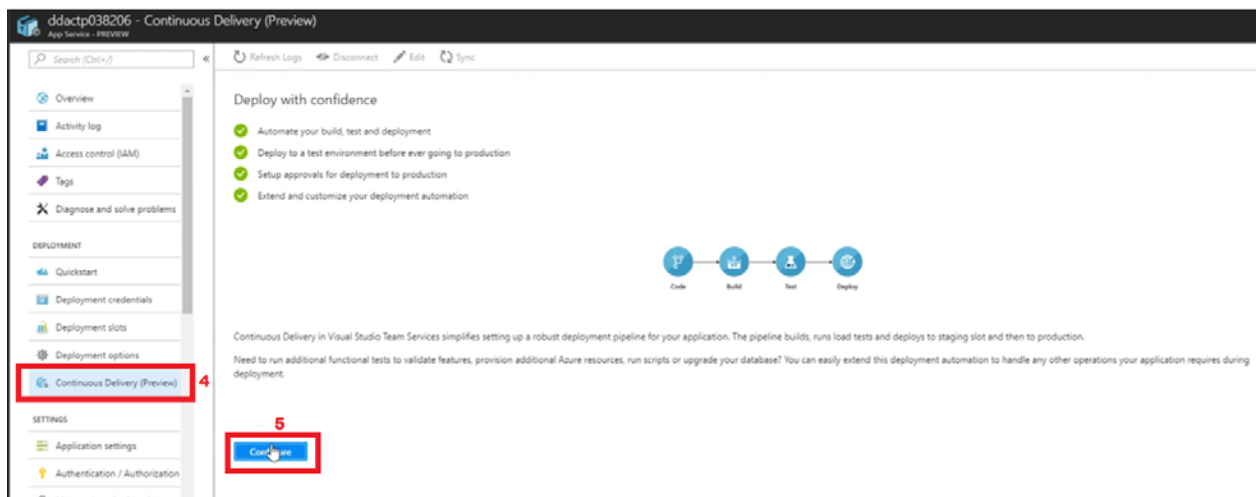 ddactp038206 - Continuous Delivery (Preview)
App Service - PREVIEW
Search (Ctrl+/)
«
Refresh Logs Disconnect Edit Sync
Overview
Activity log
Access control (IAM)
Tags
Diagnose and solve problems
DEPLOYMENT
Quickstart
Deployment credentials
Deployment slots
Deployment options
Continuous Delivery (Preview)
4
SETTINGS
Application settings
Authentication / Authorization
Deploy with confidence
Automate your build, test and deployment
Deploy to a test environment before ever going to production
Setup approvals for deployment to production
Extend and customize your deployment automation
Code Build Test Deploy
Continuous Delivery in Visual Studio Team Services simplifies setting up a robust deployment pipeline for your application. The pipeline builds, runs load tests and deploys to staging slot and then to production.
Need to run additional functional tests to validate features, provision additional Azure resources, run scripts or upgrade your database? You can easily extend this deployment automation to handle any other operations your application requires during
deployment.
5
Configure